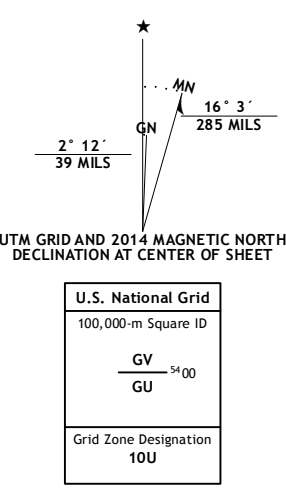 ★
MN
GN
16° 3´
285 MILS
2° 12´
39 MILS
UTM GRID AND 2014 MAGNETIC NORTH
DECLINATION AT CENTER OF SHEET
U.S. National Grid
100,000-m Square ID
GV
5400
GU
Grid Zone Designation
10U